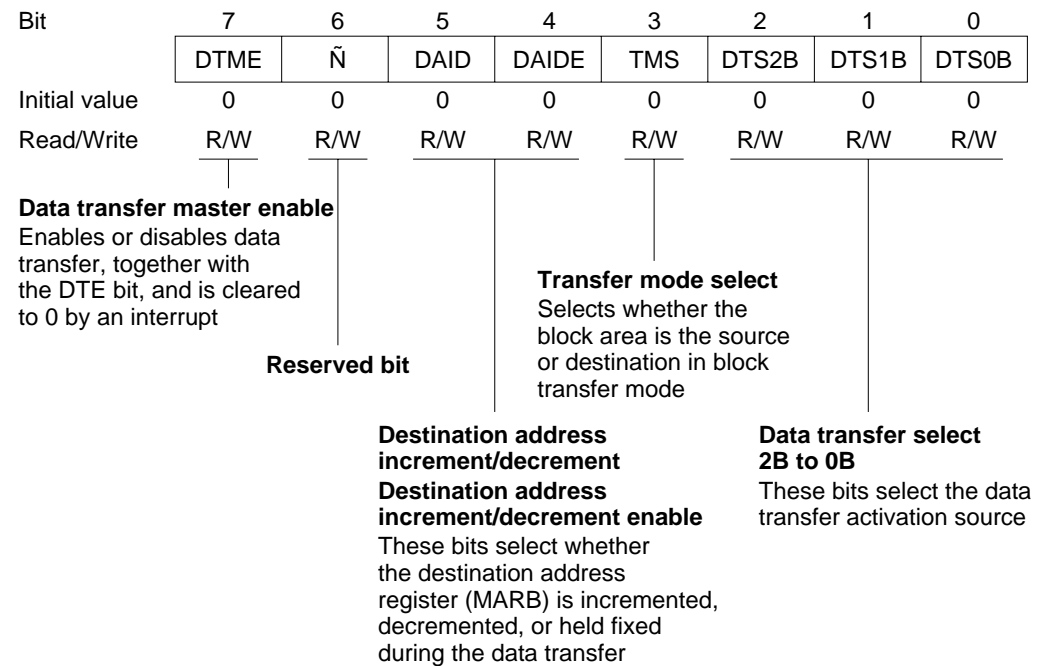 Bit 7 6 5 4 3 2 1 0
DTME Ñ DAID DAIDE TMS DTS2B DTS1B DTS0B
Initial value 0 0 0 0 0 0 0 0
Read/Write R/W R/W R/W R/W R/W R/W R/W R/W
Data transfer master enable
Enables or disables data
transfer, together with
the DTE bit, and is cleared
to 0 by an interrupt
Reserved bit
Transfer mode select
Selects whether the
block area is the source
or destination in block
transfer mode
Destination address
increment/decrement
Destination address
increment/decrement enable
These bits select whether
the destination address
register (MARB) is incremented,
decremented, or held fixed
during the data transfer
Data transfer select
2B to 0B
These bits select the data
transfer activation source